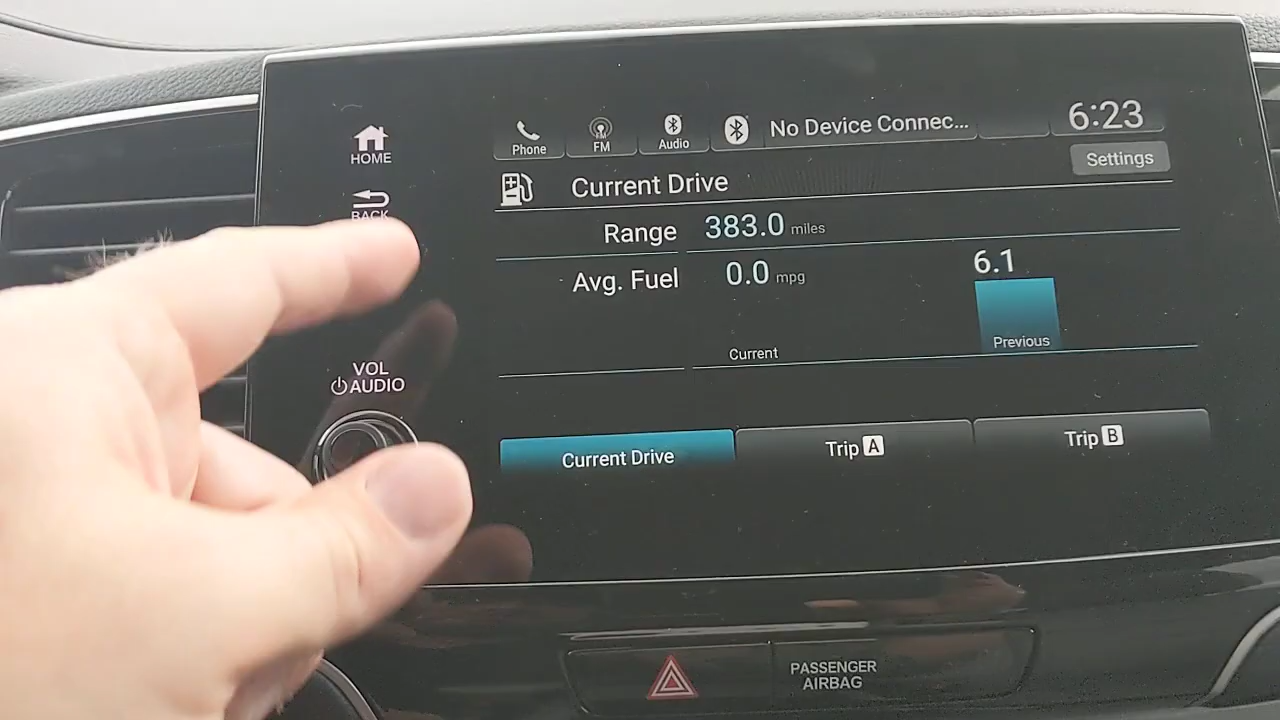 HOME
BACK
VOL
AUDIO
Phone
FM
Audio
No Device Connec...
6:23
Settings
Current Drive
Range 383.0 miles
Avg. Fuel 0.0 mpg
6.1
Current
Previous
Current Drive
Trip A
Trip B
PASSENGER
AIRBAG